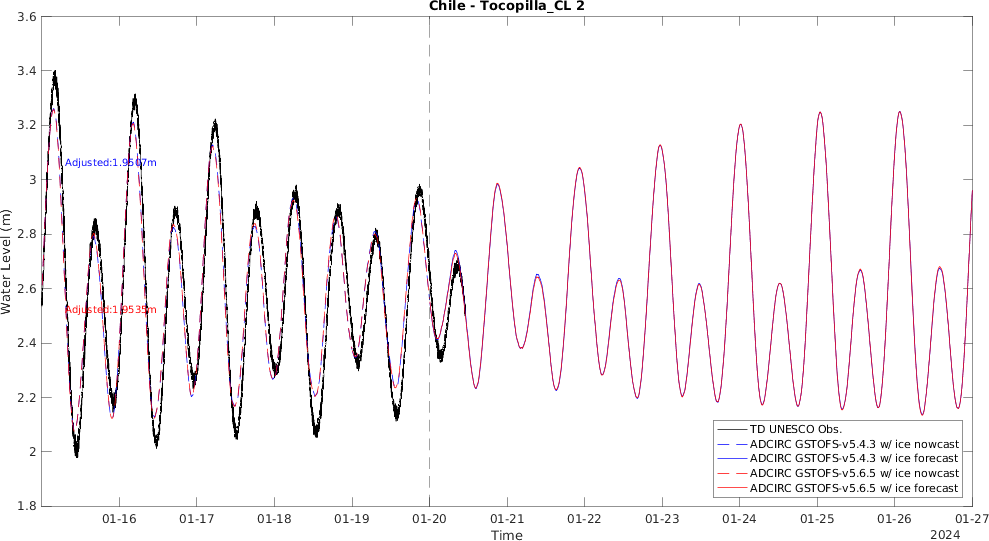 Chile - Tocopilla_CL 2
3.6
3.4
3.2
3
2.8
2.6
2.4
2.2
2
1.8
Water Level (m)
Adjusted:1.9507m
Adjusted:1.9535m
TD UNESCO Obs.
ADCIRC GSTOFS-v5.4.3 w/ ice nowcast
ADCIRC GSTOFS-v5.4.3 w/ ice forecast
ADCIRC GSTOFS-v5.6.5 w/ ice nowcast
ADCIRC GSTOFS-v5.6.5 w/ ice forecast
01-16 01-17 01-18 01-19 01-20 01-21 01-22 01-23 01-24 01-25 01-26 01-27
Time
2024